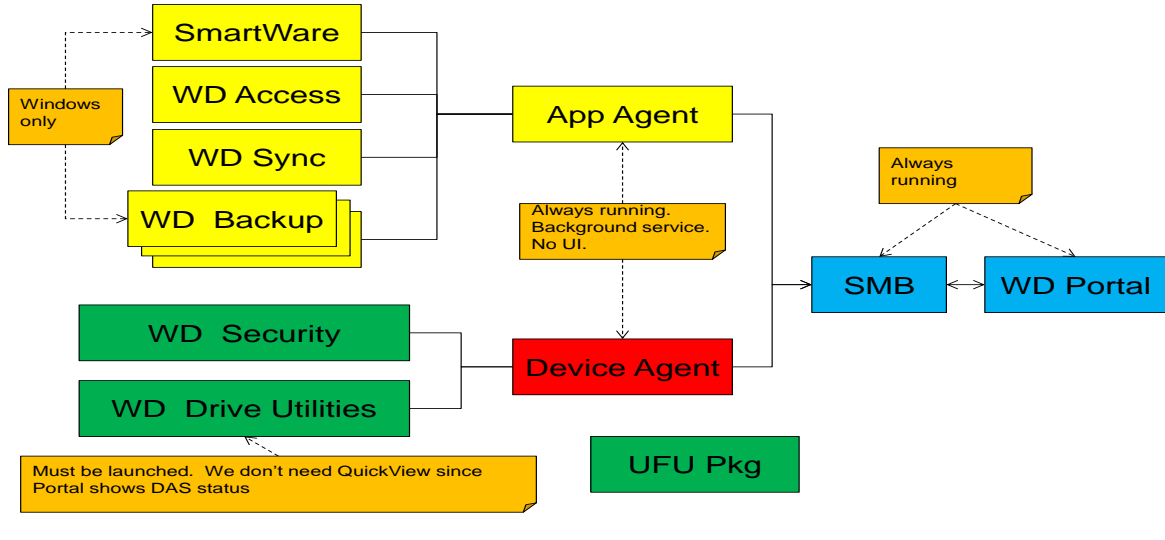 SmartWare
WD Access
Windows
only
App Agent
WD Sync
Always
running
WD  Backup
Always running.
Background service.
No UI.
SMB
WD Portal
WD  Security
Device Agent
WD  Drive Utilities
UFU Pkg
Must be launched.  We don't need QuickView since
Portal shows DAS status